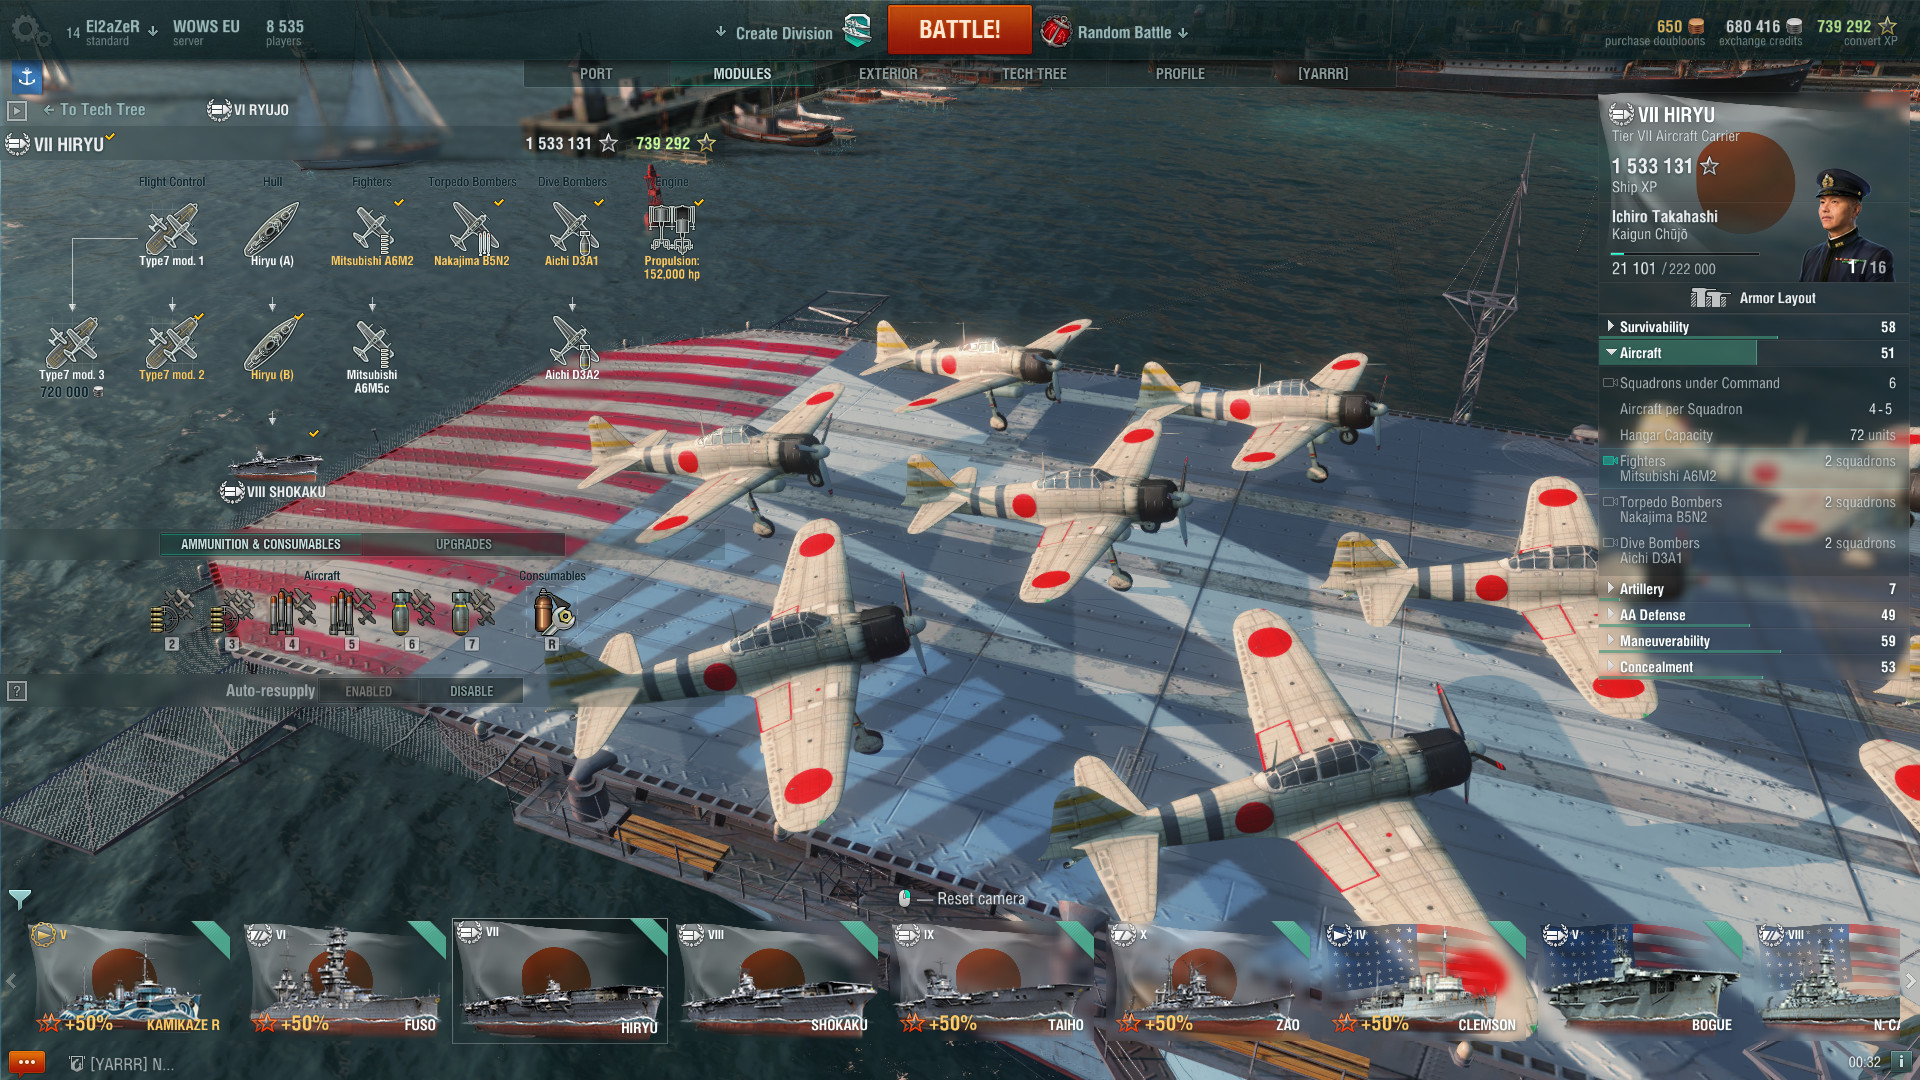 14 El2aZeR
standard
WOWS EU
server
8 535
players
Create Division
BATTLE!
Random Battle
650
purchase doubloons
680 416
exchange credits
739 292
convert XP
PORT
MODULES
EXTERIOR
TECH TREE
PROFILE
[YARRR]
To Tech Tree
VI RYUJO
VII HIRYU
1 533 131
739 292
Flight Control
Hull
Fighters
Torpedo Bombers
Dive Bombers
Engine
Type7 mod. 1
Hiryu (A)
Mitsubishi A6M2
Nakajima B5N2
Aichi D3A1
Propulsion:
152,000 hp
Type7 mod. 3
720 000
Type7 mod. 2
Hiryu (B)
Mitsubishi
A6M5c
Aichi D3A2
VIII SHOKAKU
AMMUNITION & CONSUMABLES
UPGRADES
Aircraft
Consumables
2
3
4
5
6
7
R
?
Auto-resupply
ENABLED
DISABLE
VII HIRYU
Tier VII Aircraft Carrier
1 533 131
Ship XP
Ichiro Takahashi
Kaigun Chūjō
21 101 / 222 000
1 / 16
Armor Layout
Survivability 58
Aircraft 51
Squadrons under Command 6
Aircraft per Squadron 4 - 5
Hangar Capacity 72 units
Fighters 2 squadrons
Mitsubishi A6M2
Torpedo Bombers 2 squadrons
Nakajima B5N2
Dive Bombers 2 squadrons
Aichi D3A1
Artillery 7
AA Defense 49
Maneuverability 59
Concealment 53
— Reset camera
V
+50%
KAMIKAZE R
VI
+50%
FUSO
VII
HIRYU
VIII
SHOKAKU
IX
+50%
TAIHO
X
+50%
ZAO
IV
+50%
CLEMSON
V
BOGUE
VIII
N. CA
[YARRR] N...
00:32
i